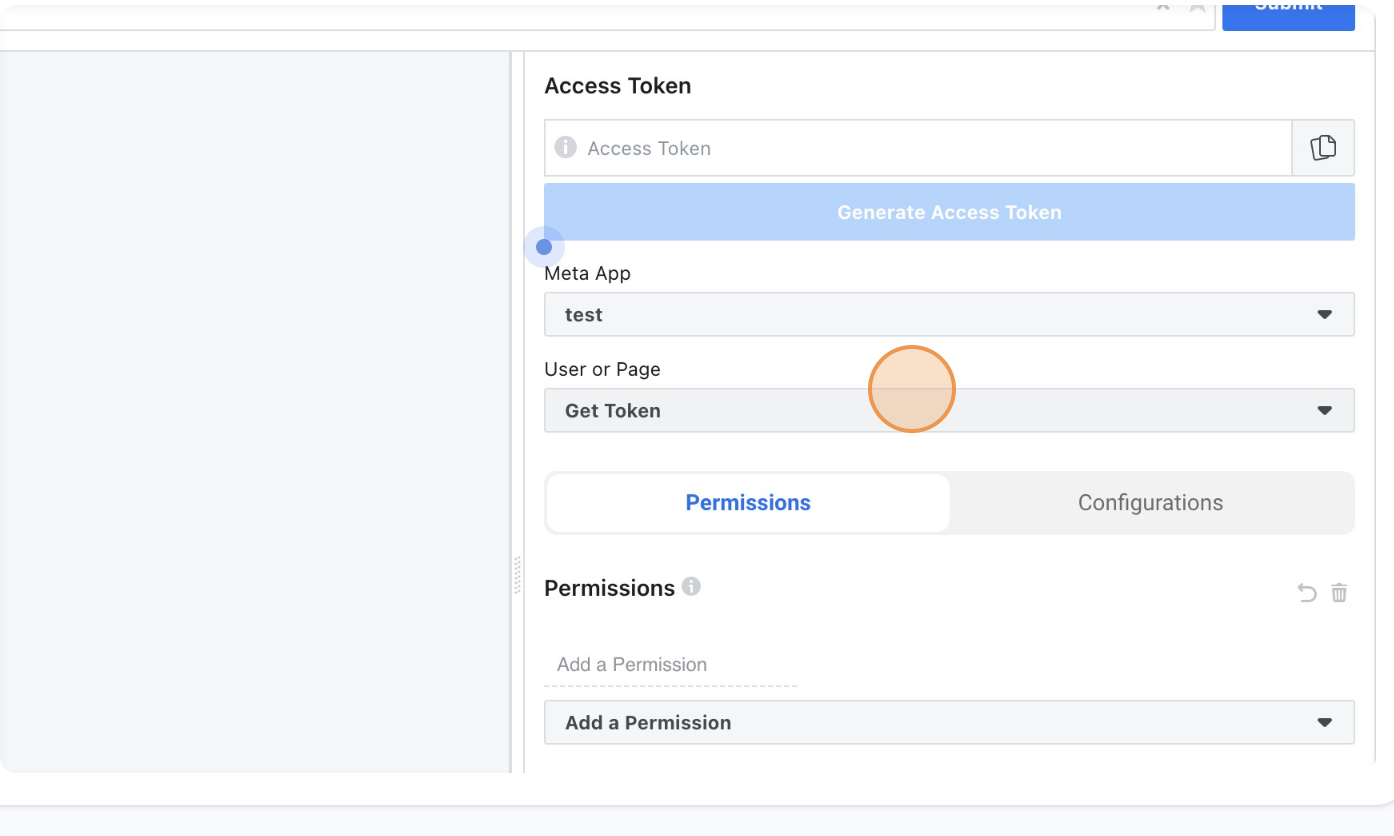 Submit
Access Token
Access Token
Generate Access Token
Meta App
test
User or Page
Get Token
Permissions Configurations
Permissions
Add a Permission
Add a Permission